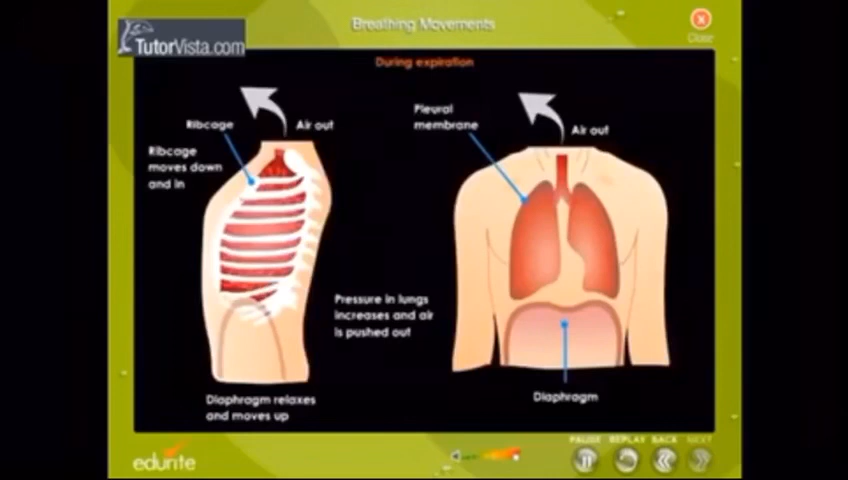 Breathing Movements
Close
TutorVista.com
During expiration
Ribcage
Air out
Ribcage
moves down
and in
Pleural
membrane
Air out
Pressure in lungs
increases and air
is pushed out
Diaphragm relaxes
and moves up
Diaphragm
edurite
PAUSE REPLAY BACK NEXT